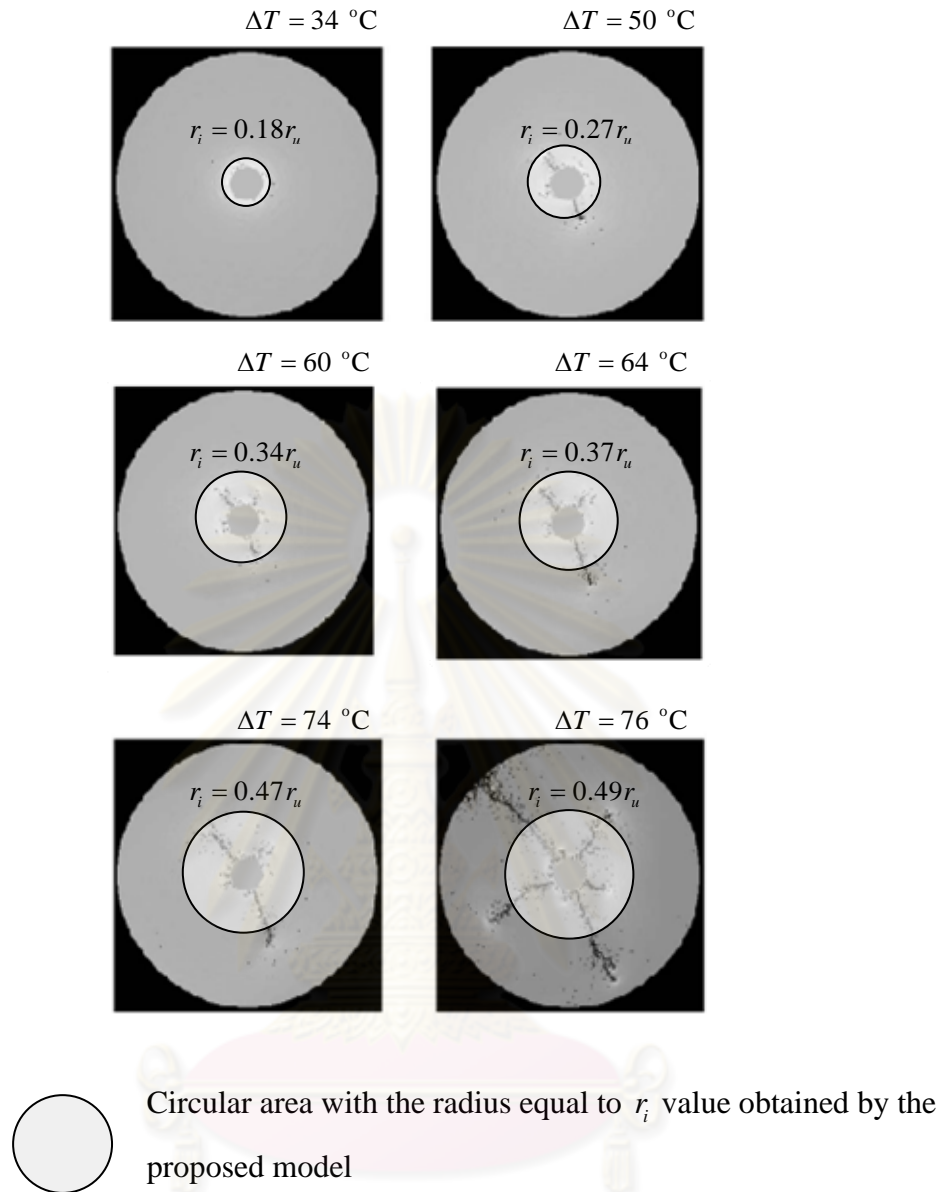 ΔT = 34 °C
ΔT = 50 °C
r_i = 0.18r_u
r_i = 0.27r_u
ΔT = 60 °C
ΔT = 64 °C
r_i = 0.34r_u
r_i = 0.37r_u
ΔT = 74 °C
ΔT = 76 °C
r_i = 0.47r_u
r_i = 0.49r_u
Circular area with the radius equal to r_i value obtained by the
proposed model